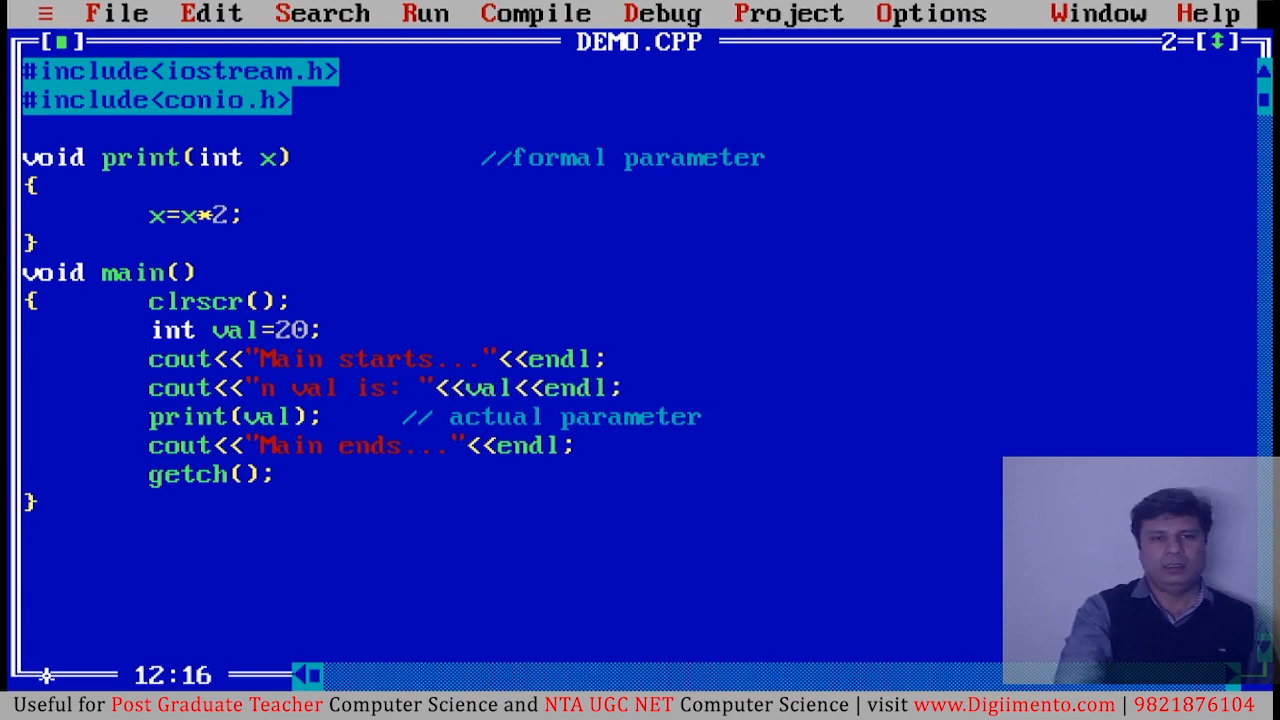 ≡ File Edit Search Run Compile Debug Project Options Window Help
[■] DEMO.CPP 2=[↕]
#include<iostream.h>
#include<conio.h>
void print(int x) //formal parameter
{
x=x*2;
}
void main()
{ clrscr();
int val=20;
cout<<"Main starts..."<<endl;
cout<<"n val is: "<<val<<endl;
print(val); // actual parameter
cout<<"Main ends..."<<endl;
getch();
}
12:16
Useful for Post Graduate Teacher Computer Science and NTA UGC NET Computer Science | visit www.Digiimento.com | 9821876104